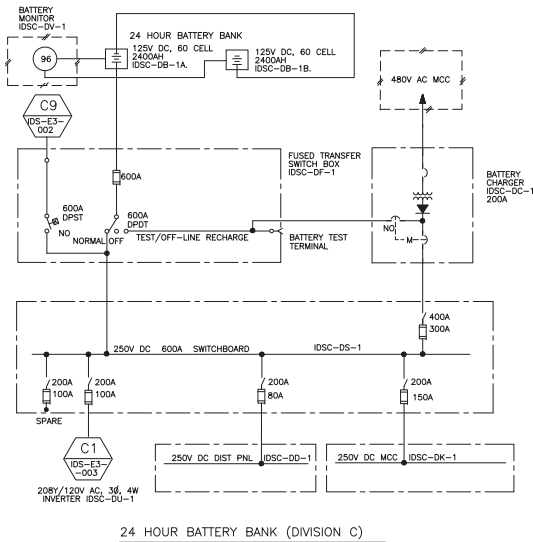 BATTERY
MONITOR
IDSC-DV-1
96
24 HOUR BATTERY BANK
125V DC, 60 CELL
2400AH
IDSC-DB-1A.
125V DC, 60 CELL
2400AH
IDSC-DB-1B.
480V AC MCC
C9
IDS-E3-
002
600A
FUSED TRANSFER
SWITCH BOX
IDSC-DF-1
BATTERY
CHARGER
IDSC-DC-1
200A
600A
DPST
NO
600A
DPDT
NORMAL
OFF
TEST/OFF-LINE RECHARGE
BATTERY TEST
TERMINAL
NO
M
400A
300A
250V DC 600A SWITCHBOARD
IDSC-DS-1
200A
100A
200A
100A
200A
80A
200A
150A
SPARE
C1
IDS-E3-
-003
208Y/120V AC, 3Ø, 4W
INVERTER IDSC-DU-1
250V DC DIST PNL
IDSC-DD-1
250V DC MCC
IDSC-DK-1
24 HOUR BATTERY BANK (DIVISION C)